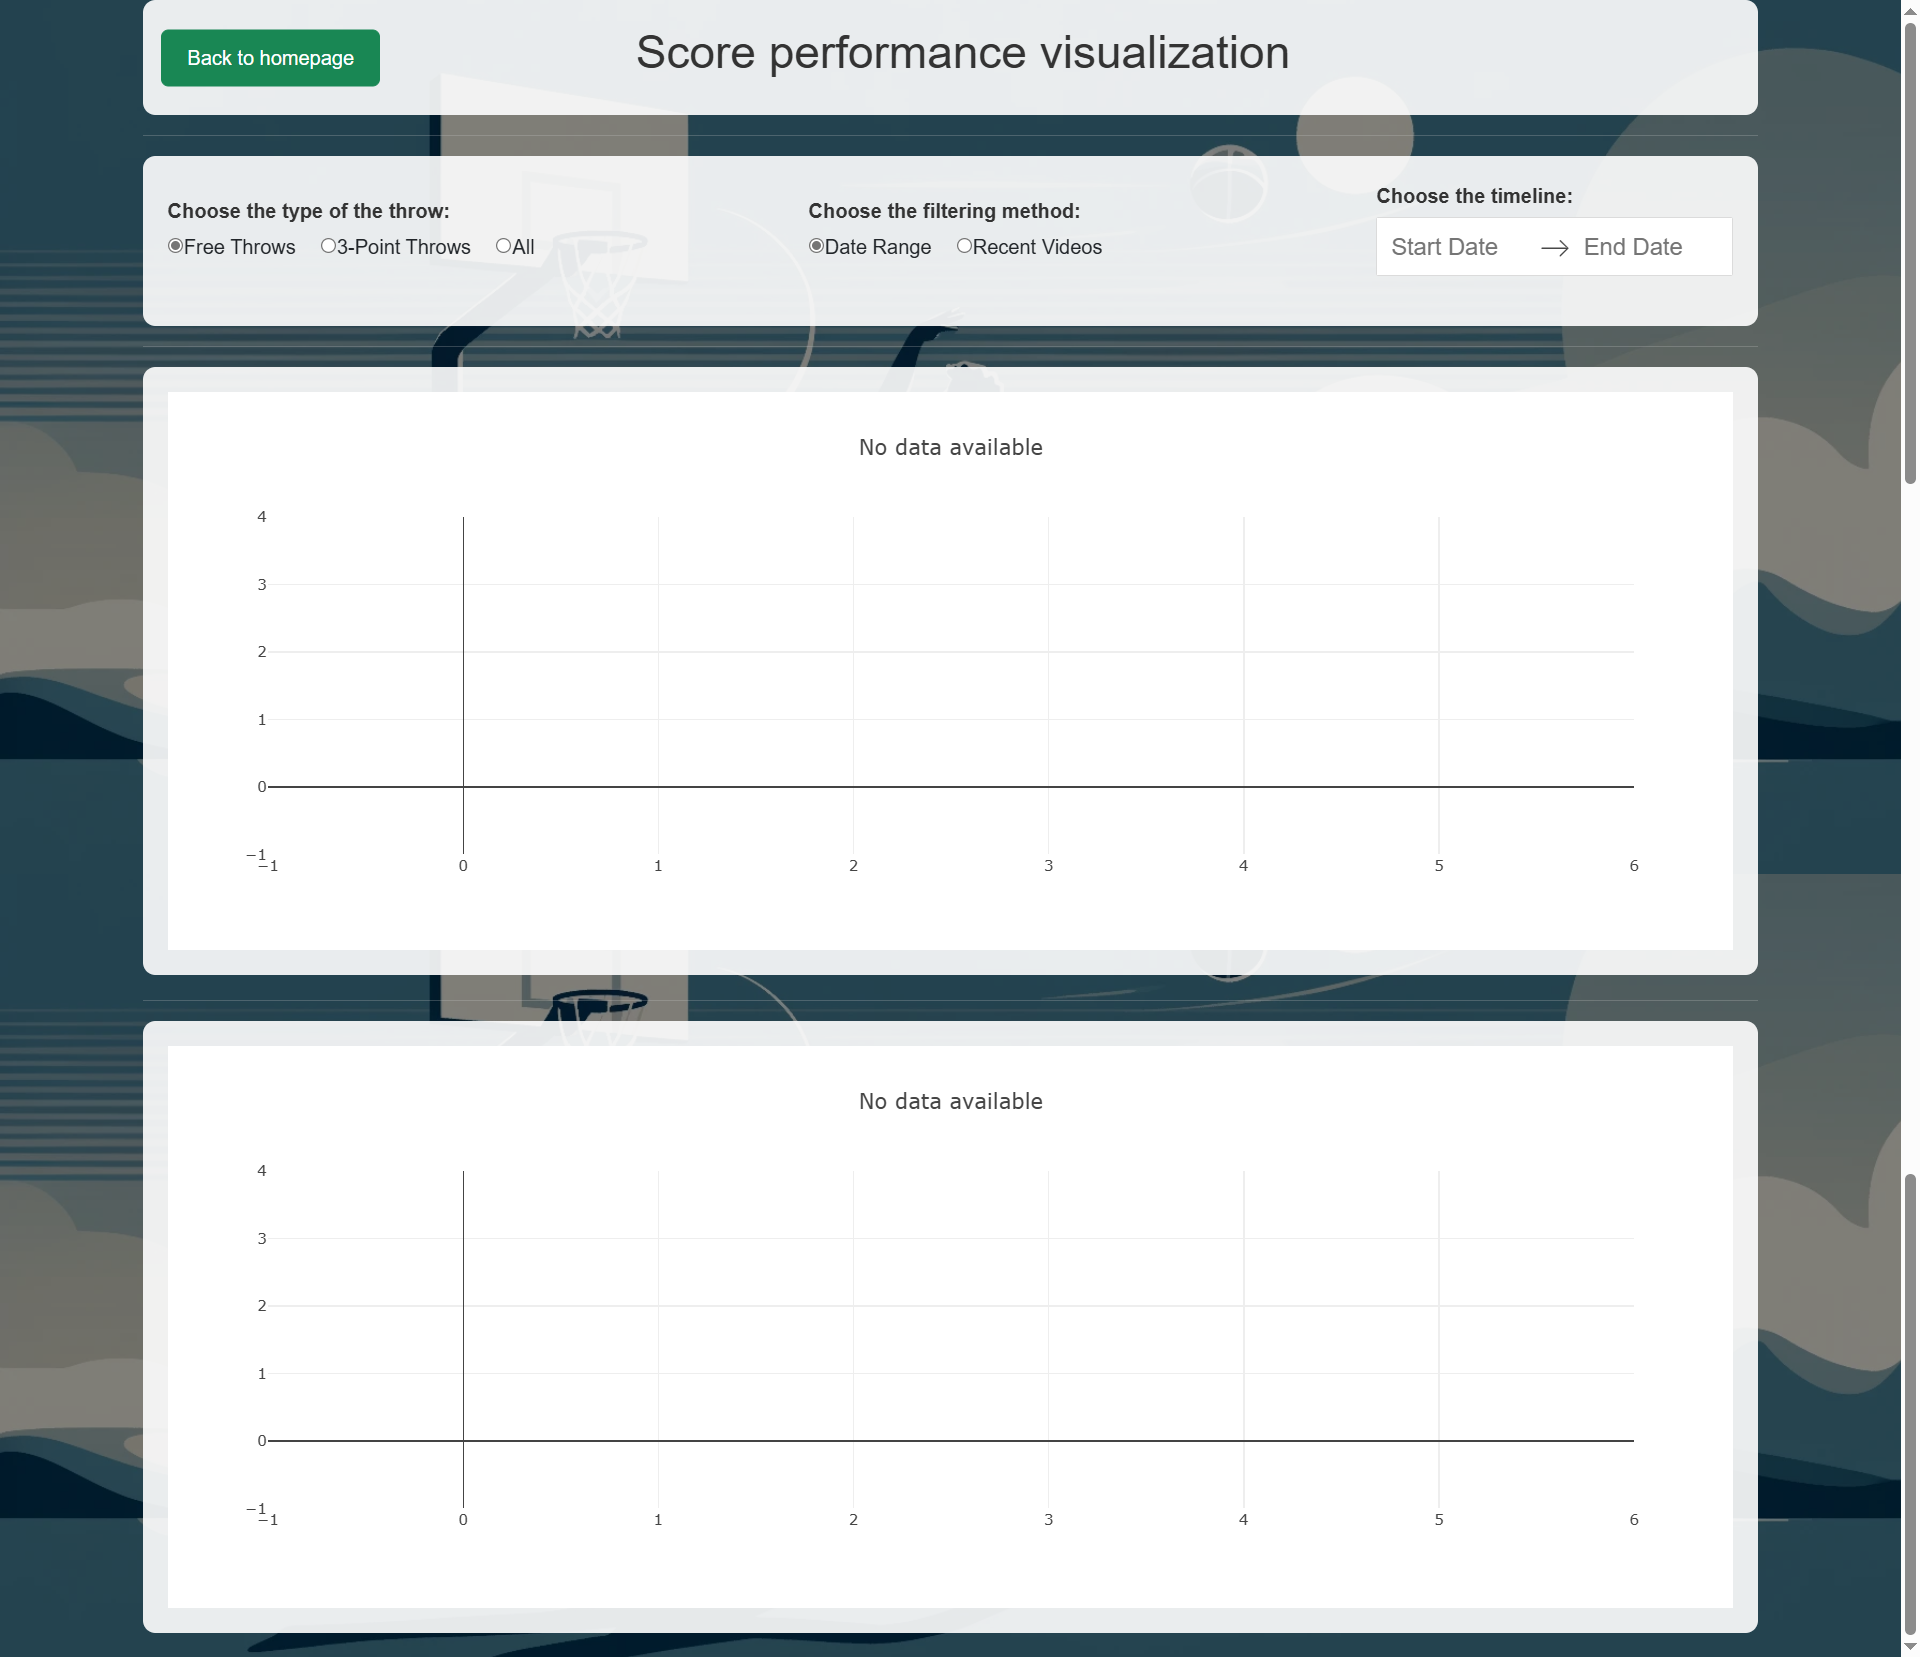 Back to homepage
Score performance visualization
Choose the type of the throw:
Free Throws 3-Point Throws All
Choose the filtering method:
Date Range Recent Videos
Choose the timeline:
Start Date → End Date
No data available
4
3
2
1
0
−1
−1 0 1 2 3 4 5 6
No data available
4
3
2
1
0
−1
−1 0 1 2 3 4 5 6